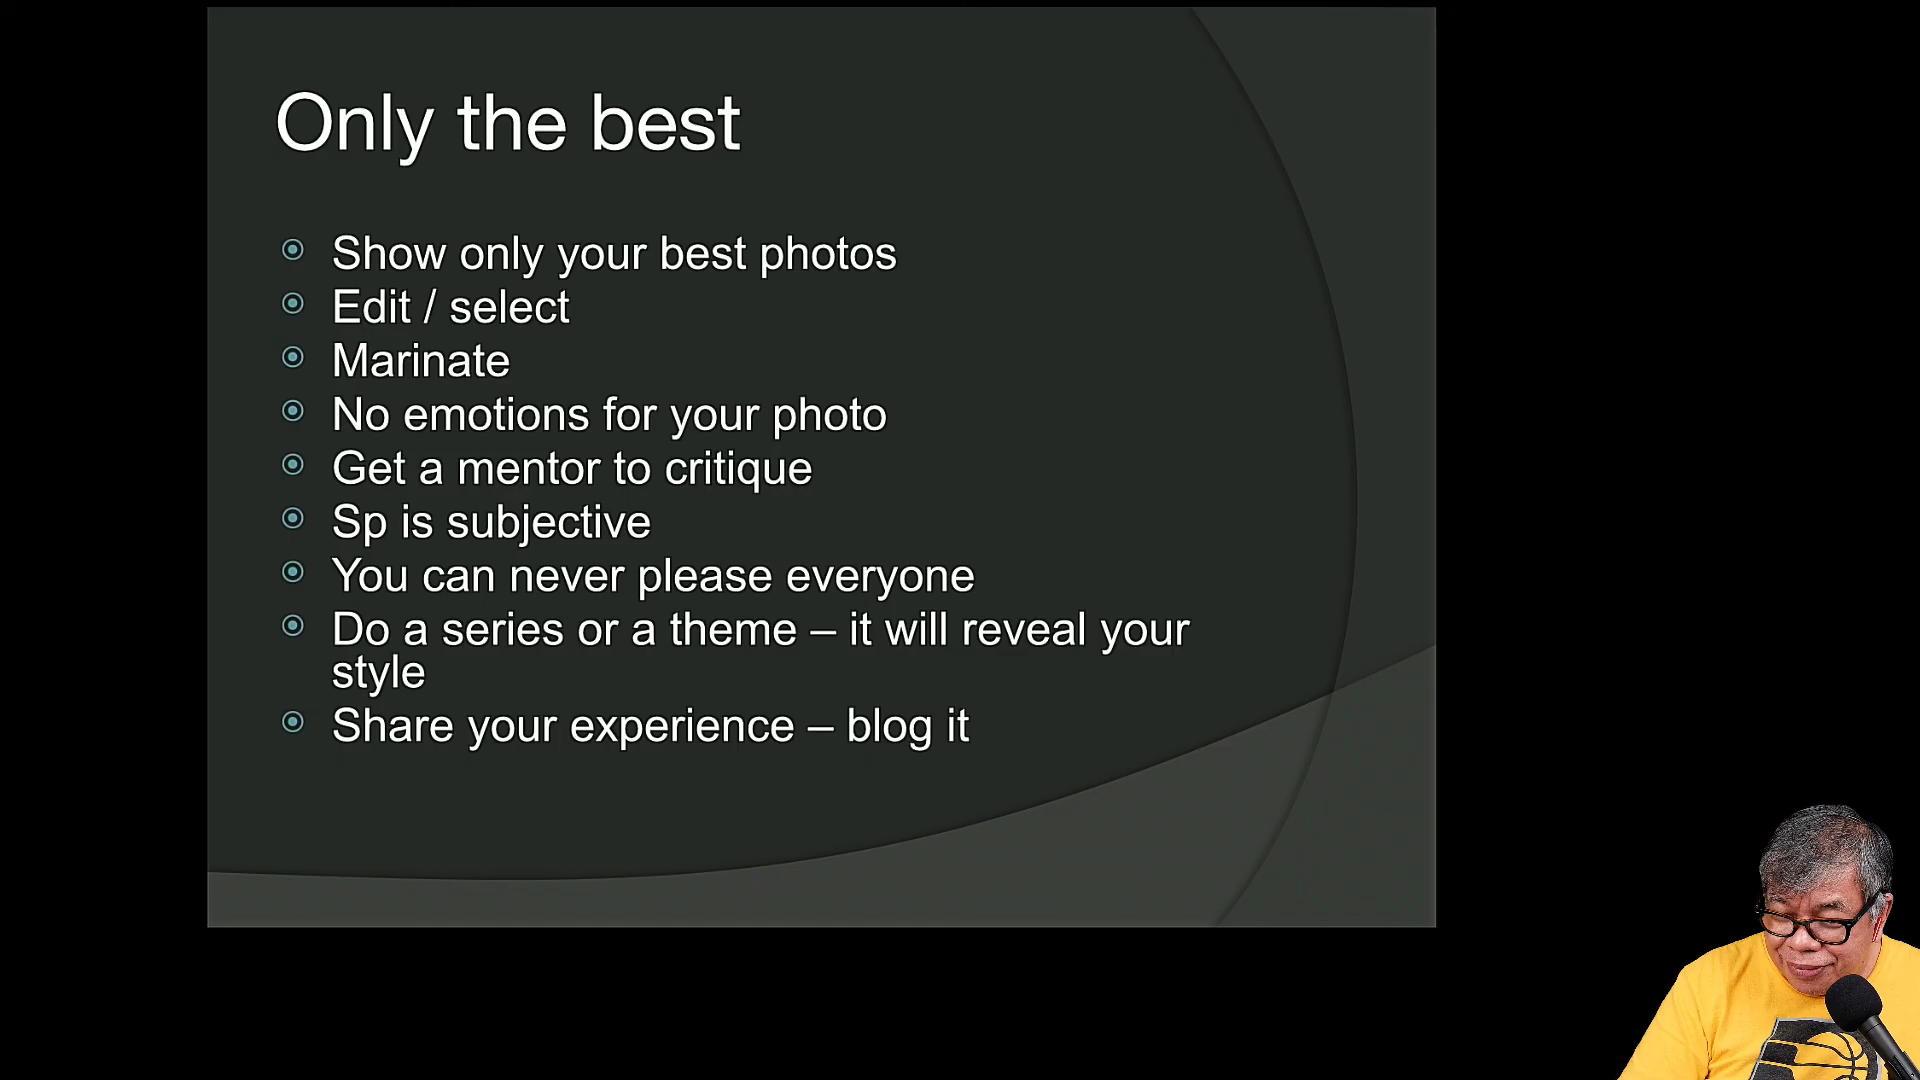 Only the best
Show only your best photos
Edit / select
Marinate
No emotions for your photo
Get a mentor to critique
Sp is subjective
You can never please everyone
Do a series or a theme – it will reveal your
style
Share your experience – blog it